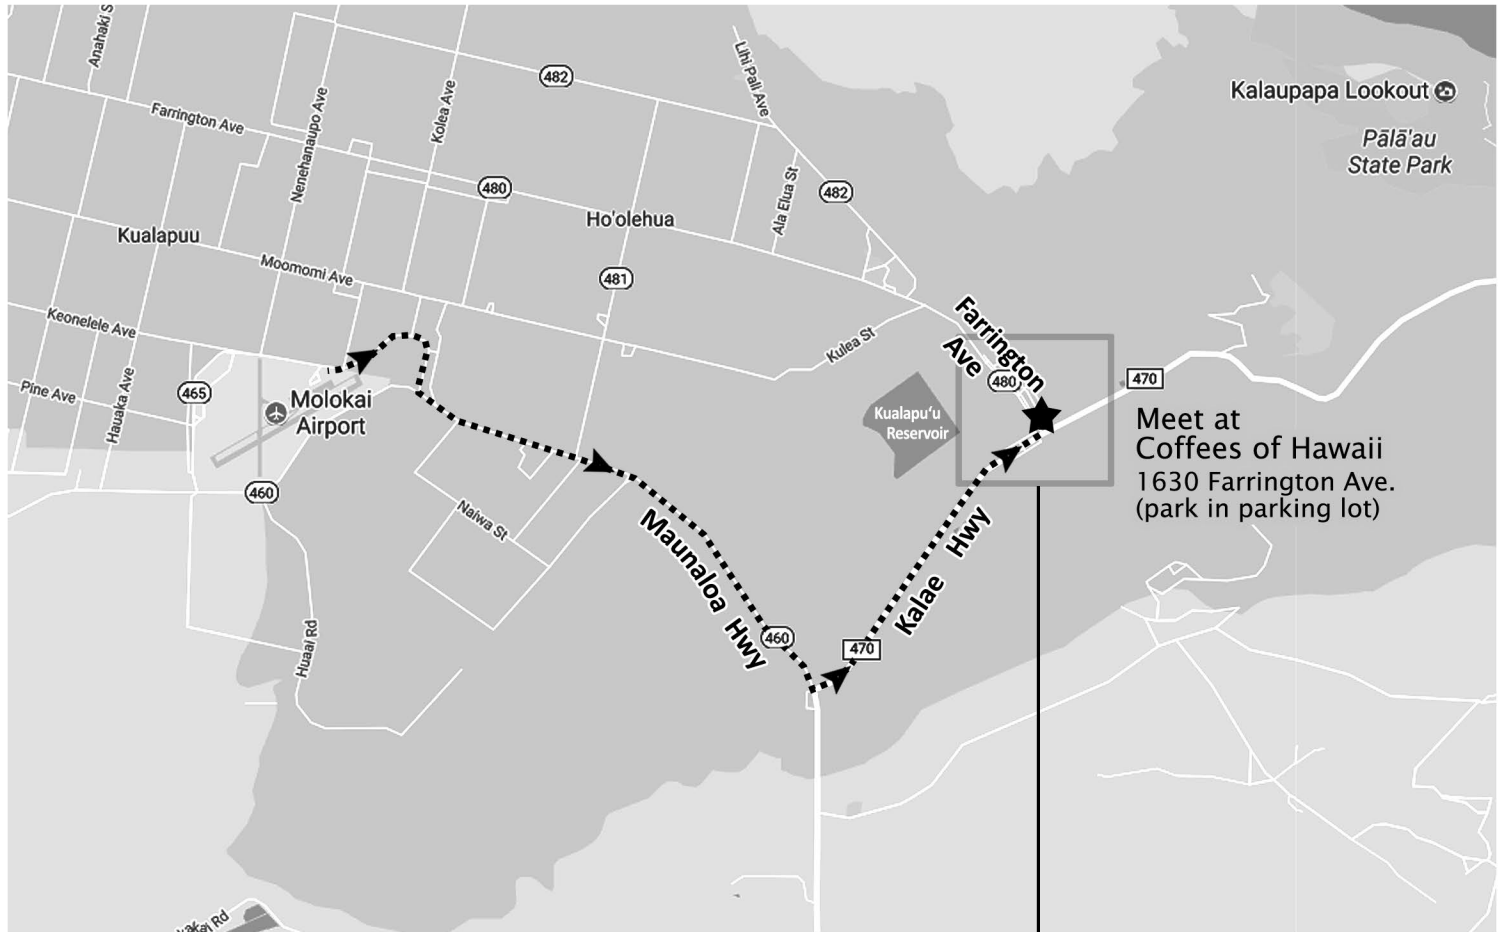 Anahaki S
Lihi Pali Ave
482
Kalaupapa Lookout
Farrington Ave
Nenehanaupo Ave
Kolea Ave
Pālā'au
State Park
480
482
Ala Elua St
Ho'olehua
Kualapuu
Moomomi Ave
481
Keonelele Ave
Kulea St
Farrington
Ave
480
470
Pine Ave
Hauaka Ave
465
Molokai
Airport
Kualapu'u
Reservoir
Meet at
Coffees of Hawaii
1630 Farrington Ave.
(park in parking lot)
460
Naiwa St
Maunaloa Hwy
Kalae Hwy
460
470
Huaai Rd
Rd